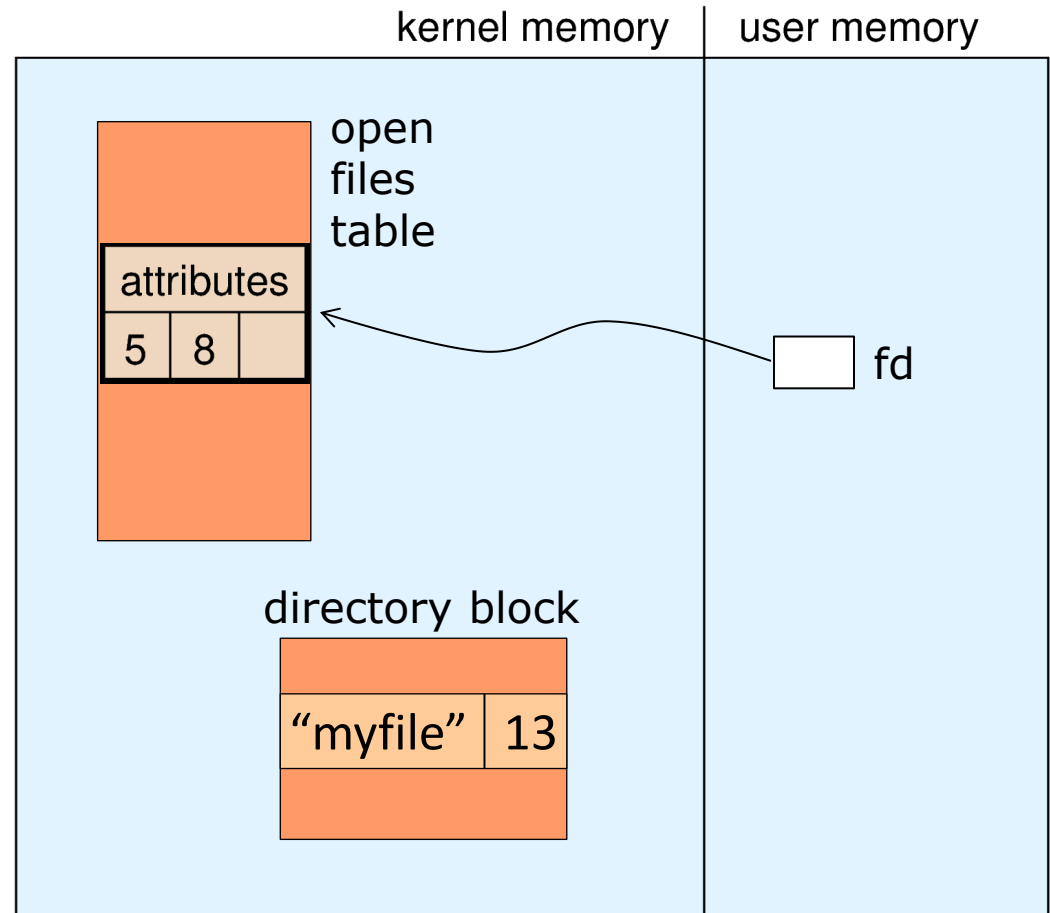 kernel memory
user memory
open
files
table
attributes
5 8
fd
directory block
“myfile” 13